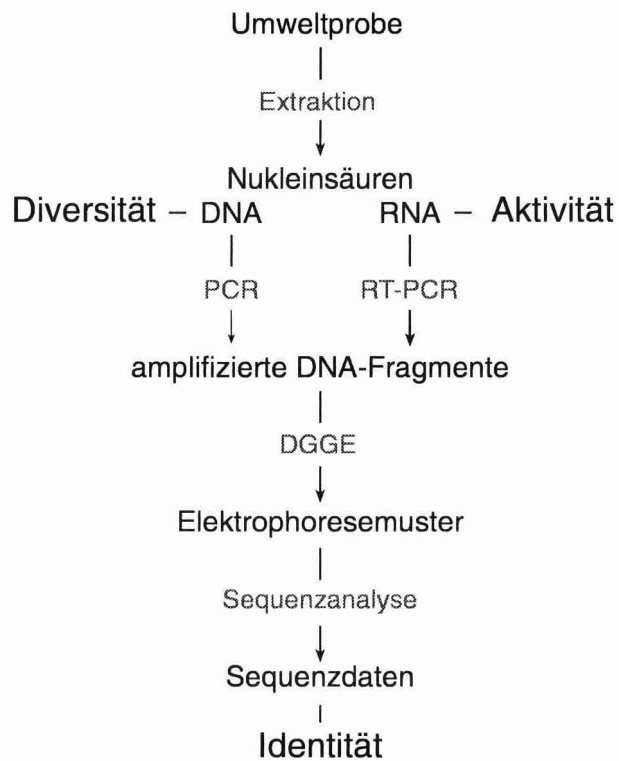 Umweltprobe
Extraktion
Nukleinsäuren
Diversität – DNA RNA – Aktivität
PCR RT-PCR
amplifizierte DNA-Fragmente
DGGE
Elektrophoresemuster
Sequenzanalyse
Sequenzdaten
Identität